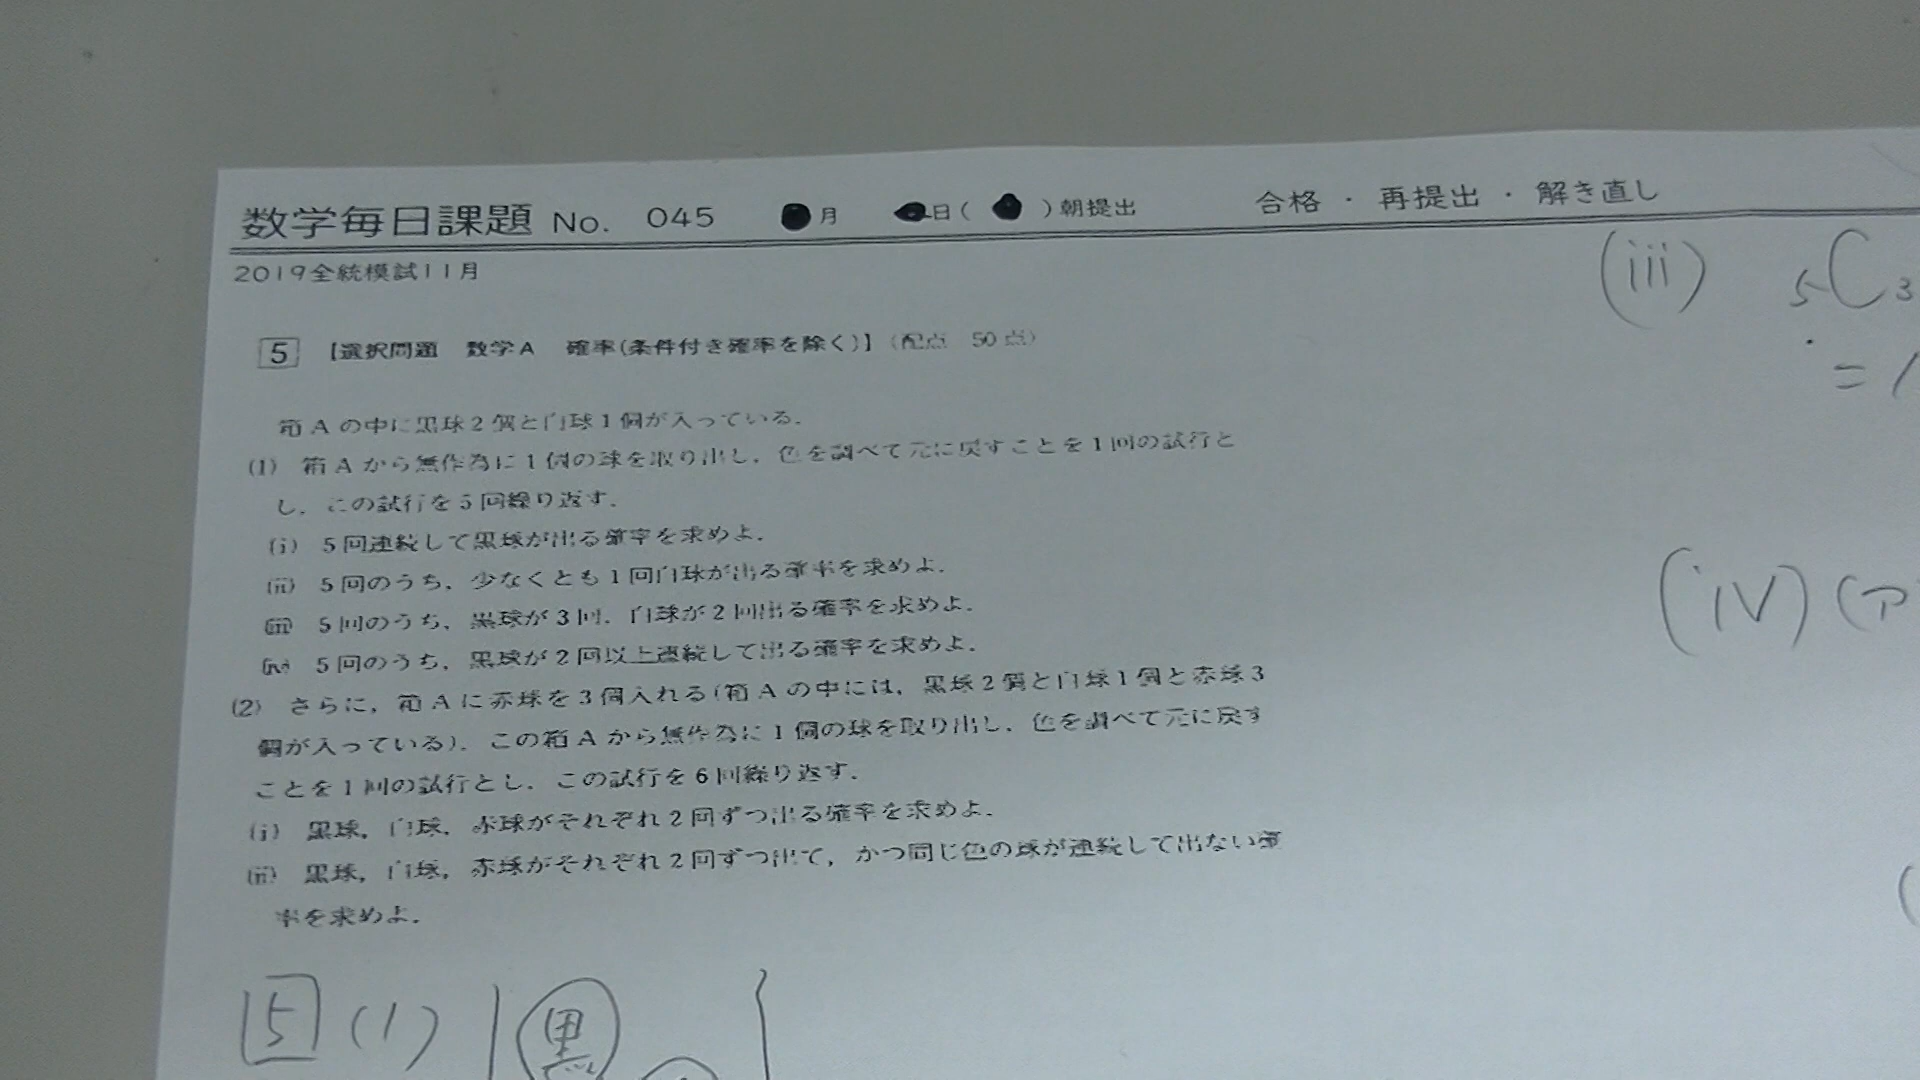 数学毎日課題 No. 045 月 日( )朝提出 合格 ・ 再提出 ・ 解き直し
2019全統模試11月
5 【選択問題 数学A 確率(条件付き確率を除く)】(配点 50点)
箱Aの中に黒球2個と白球1個が入っている.
(1) 箱Aから無作為に1個の球を取り出し,色を調べて元に戻すことを1回の試行と
し,この試行を5回繰り返す.
(i) 5回連続して黒球が出る確率を求めよ.
(ii) 5回のうち,少なくとも1回白球が出る確率を求めよ.
(iii) 5回のうち,黒球が3回,白球が2回出る確率を求めよ.
(iv) 5回のうち,黒球が2回以上連続して出る確率を求めよ.
(2) さらに,箱Aに赤球を3個入れる(箱Aの中には,黒球2個と白球1個と赤球3
個が入っている).この箱Aから無作為に1個の球を取り出し,色を調べて元に戻す
ことを1回の試行とし,この試行を6回繰り返す.
(i) 黒球,白球,赤球がそれぞれ2回ずつ出る確率を求めよ.
(ii) 黒球,白球,赤球がそれぞれ2回ずつ出て,かつ同じ色の球が連続して出ない確
率を求めよ.
5 (1) 黒
(iii) 5C3
=
(iv) (ア